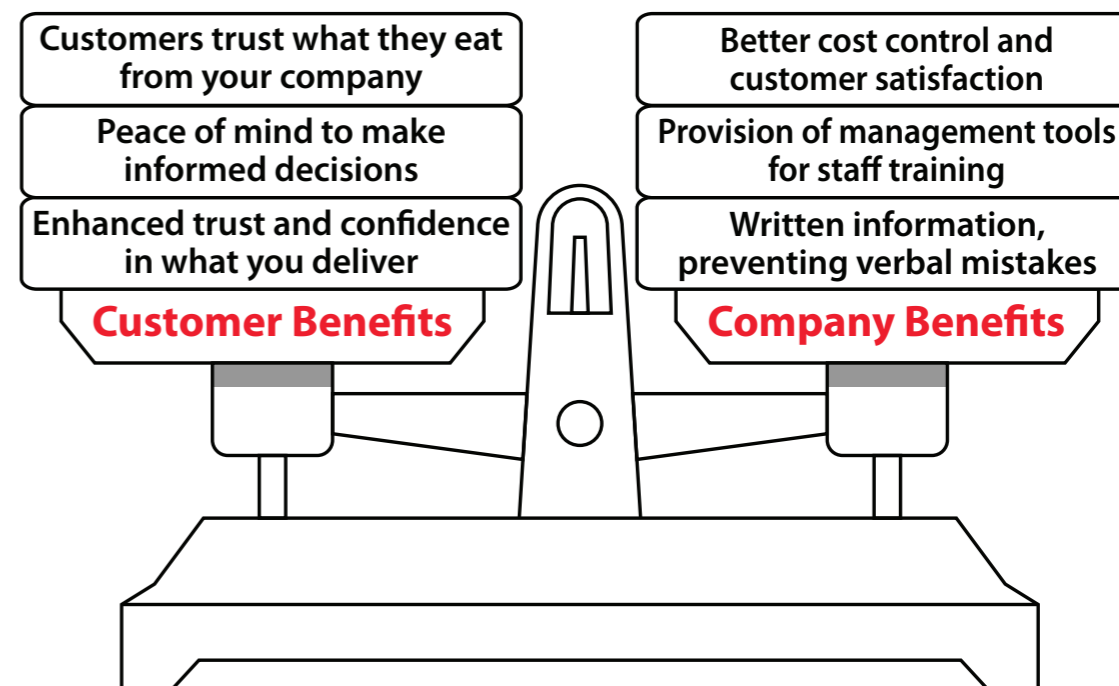 Customers trust what they eat
from your company
Peace of mind to make
informed decisions
Enhanced trust and confidence
in what you deliver
Customer Benefits
Better cost control and
customer satisfaction
Provision of management tools
for staff training
Written information,
preventing verbal mistakes
Company Benefits